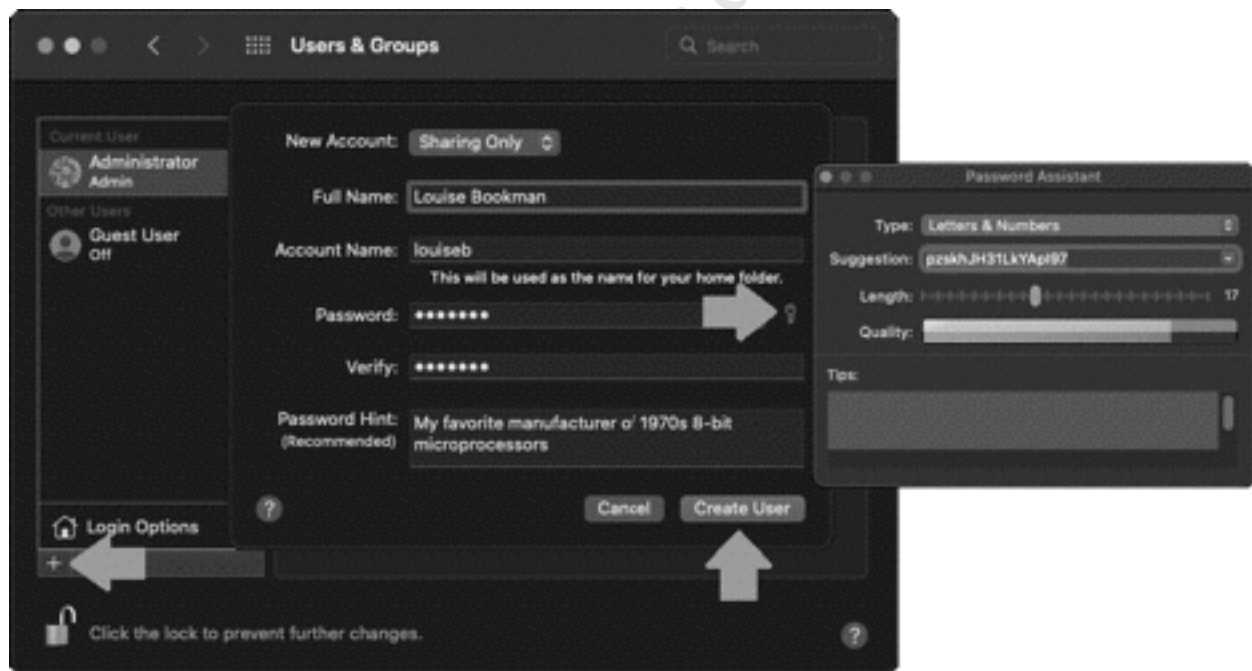 Users & Groups
Search
Current User
Administrator
Admin
Other Users
Guest User
Off
Login Options
+
Click the lock to prevent further changes.
?
New Account: Sharing Only
Full Name: Louise Bookman
Account Name: louiseb
This will be used as the name for your home folder.
Password: •••••••
Verify: •••••••
Password Hint: My favorite manufacturer of 1970s 8-bit
(Recommended) microprocessors
?
Cancel
Create User
Password Assistant
Type: Letters & Numbers
Suggestion: pzskhJH31LkYApI97
Length: 17
Quality:
Tips: